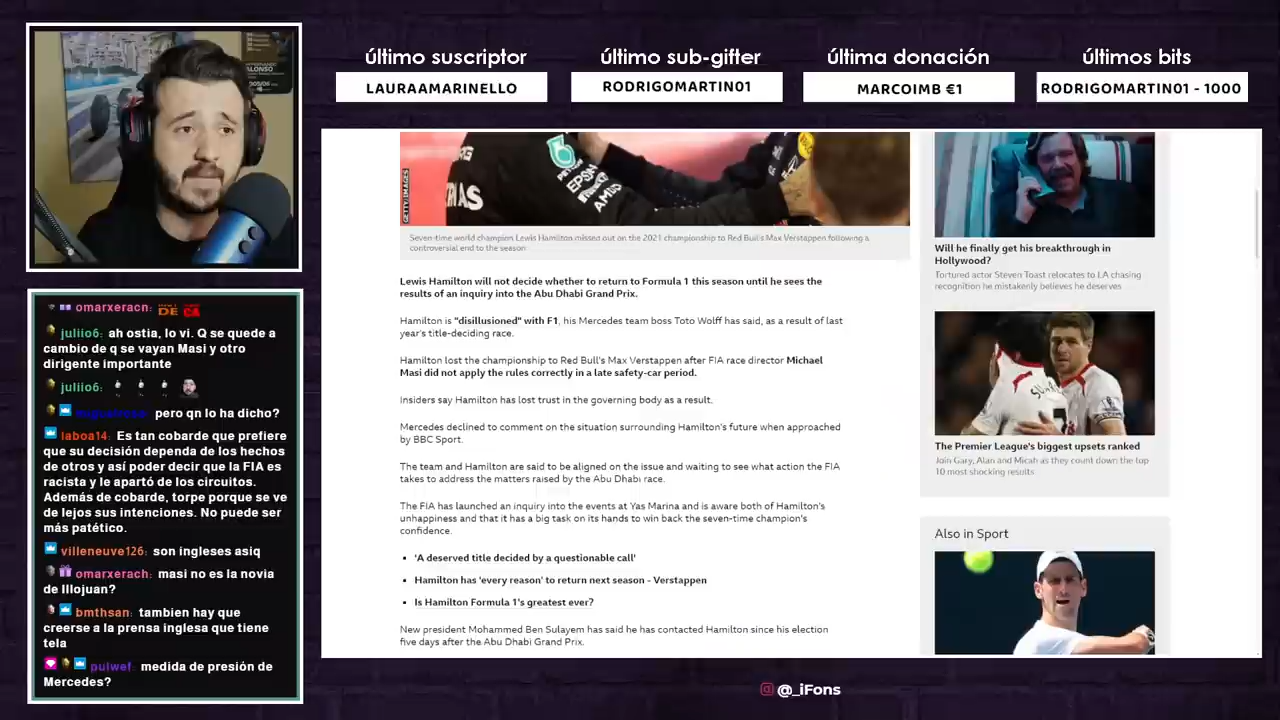 último suscriptor
último sub-gifter
última donación
últimos bits
LAURAAMARINELLO
RODRIGOMARTIN01
MARCOIMB €1
RODRIGOMARTIN01 - 1000
ALONSO
omarxeracn:
DE
juliio6: ah ostia, lo vi. Q se quede a
cambio de q se vayan Masi y otro
dirigente importante
juliio6:
pero qn lo ha dicho?
laboa14: Es tan cobarde que prefiere
que su decisión dependa de los hechos
de otros y así poder decir que la FIA es
racista y le apartó de los circuitos.
Además de cobarde, torpe porque se ve
de lejos sus intenciones. No puede ser
más patético.
villeneuve126: son ingleses asiq
omarxerach: masi no es la novia
de Illojuan?
bmthsan: tambien hay que
creerse a la prensa inglesa que tiene
tela
pulwef: medida de presión de
Mercedes?
EPSON
AMD
GETTY IMAGES
Seven-time world champion Lewis Hamilton missed out on the 2021 championship to Red Bull's Max Verstappen following a
controversial end to the season
Lewis Hamilton will not decide whether to return to Formula 1 this season until he sees the
results of an inquiry into the Abu Dhabi Grand Prix.
Hamilton is "disillusioned" with F1, his Mercedes team boss Toto Wolff has said, as a result of last
year's title-deciding race.
Hamilton lost the championship to Red Bull's Max Verstappen after FIA race director Michael
Masi did not apply the rules correctly in a late safety-car period.
Insiders say Hamilton has lost trust in the governing body as a result.
Mercedes declined to comment on the situation surrounding Hamilton's future when approached
by BBC Sport.
The team and Hamilton are said to be aligned on the issue and waiting to see what action the FIA
takes to address the matters raised by the Abu Dhabi race.
The FIA has launched an inquiry into the events at Yas Marina and is aware both of Hamilton's
unhappiness and that it has a big task on its hands to win back the seven-time champion's
confidence.
• 'A deserved title decided by a questionable call'
• Hamilton has 'every reason' to return next season - Verstappen
• Is Hamilton Formula 1's greatest ever?
New president Mohammed Ben Sulayem has said he has contacted Hamilton since his election
five days after the Abu Dhabi Grand Prix.
Will he finally get his breakthrough in
Hollywood?
Tortured actor Steven Toast relocates to LA chasing
recognition he mistakenly believes he deserves
The Premier League's biggest upsets ranked
Join Gary, Alan and Micah as they count down the top
10 most shocking results
Also in Sport
@_iFons